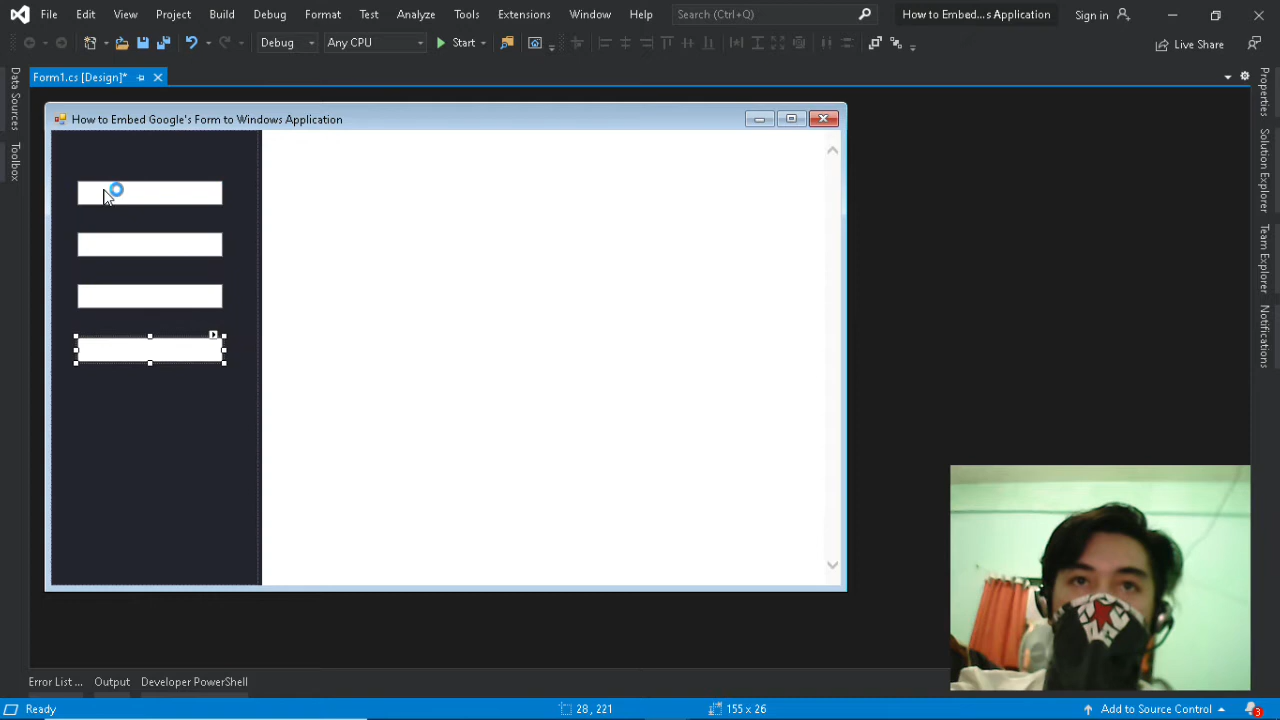 File Edit View Project Build Debug Format Test Analyze Tools Extensions Window Help Search (Ctrl+Q) How to Embed...s Application Sign in
Debug Any CPU Start Live Share
Form1.cs [Design]*
Data Sources
Toolbox
How to Embed Google's Form to Windows Application
Properties
Solution Explorer
Team Explorer
Notifications
Error List ... Output Developer PowerShell
Ready 28, 221 155 x 26 Add to Source Control 3